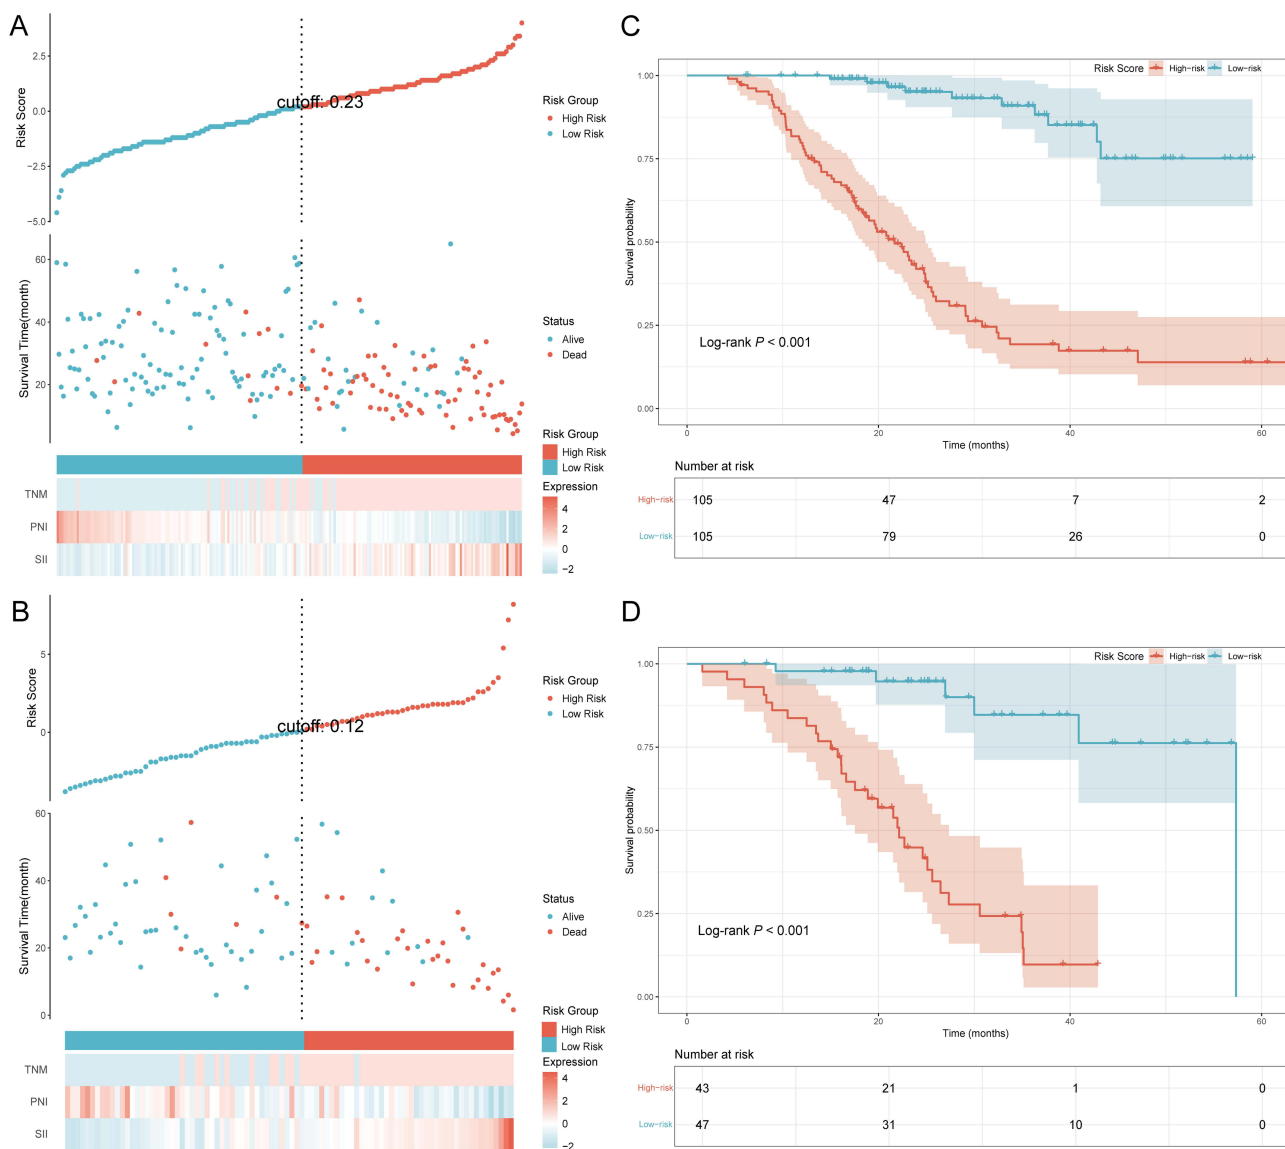 A
2.5
0.0
−2.5
−5.0
Risk Score
cutoff: 0.23
Risk Group
High Risk
Low Risk
60
40
20
Survival Time(month)
Status
Alive
Dead
Risk Group
High Risk
Low Risk
TNM
PNI
SII
Expression
4
2
0
−2
B
5
0
Risk Score
cutoff: 0.12
Risk Group
High Risk
Low Risk
60
40
20
0
Survival Time(month)
Status
Alive
Dead
Risk Group
High Risk
Low Risk
TNM
PNI
SII
Expression
4
2
0
−2
C
Risk Score High−risk Low−risk
1.00
0.75
0.50
0.25
0.00
Survival probability
Log-rank P < 0.001
0 20 40 60
Time (months)
Number at risk
High−risk 105 47 7 2
Low−risk 105 79 26 0
D
Risk Score High−risk Low−risk
1.00
0.75
0.50
0.25
0.00
Survival probability
Log-rank P < 0.001
0 20 40 60
Time (months)
Number at risk
High−risk 43 21 1 0
Low−risk 47 31 10 0